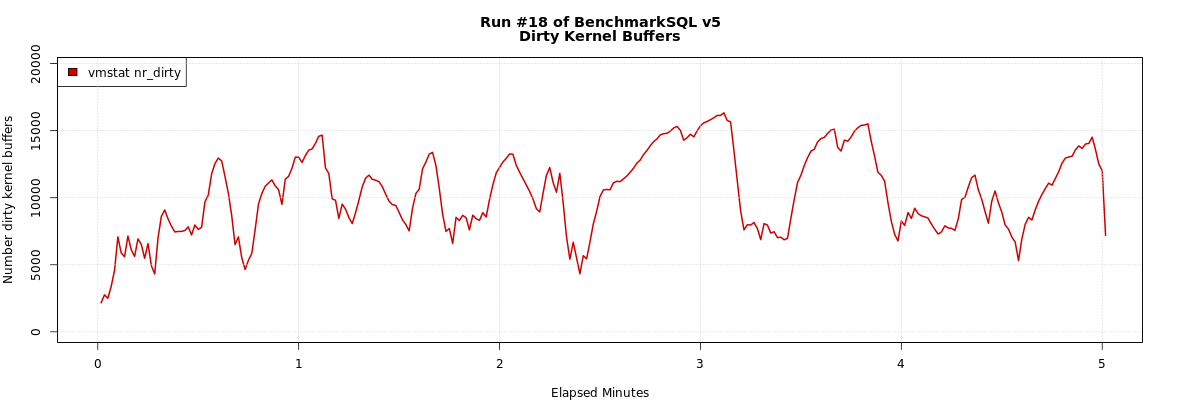 Run #18 of BenchmarkSQL v5
Dirty Kernel Buffers
vmstat nr_dirty
Number dirty kernel buffers
20000
15000
10000
5000
0
0 1 2 3 4 5
Elapsed Minutes